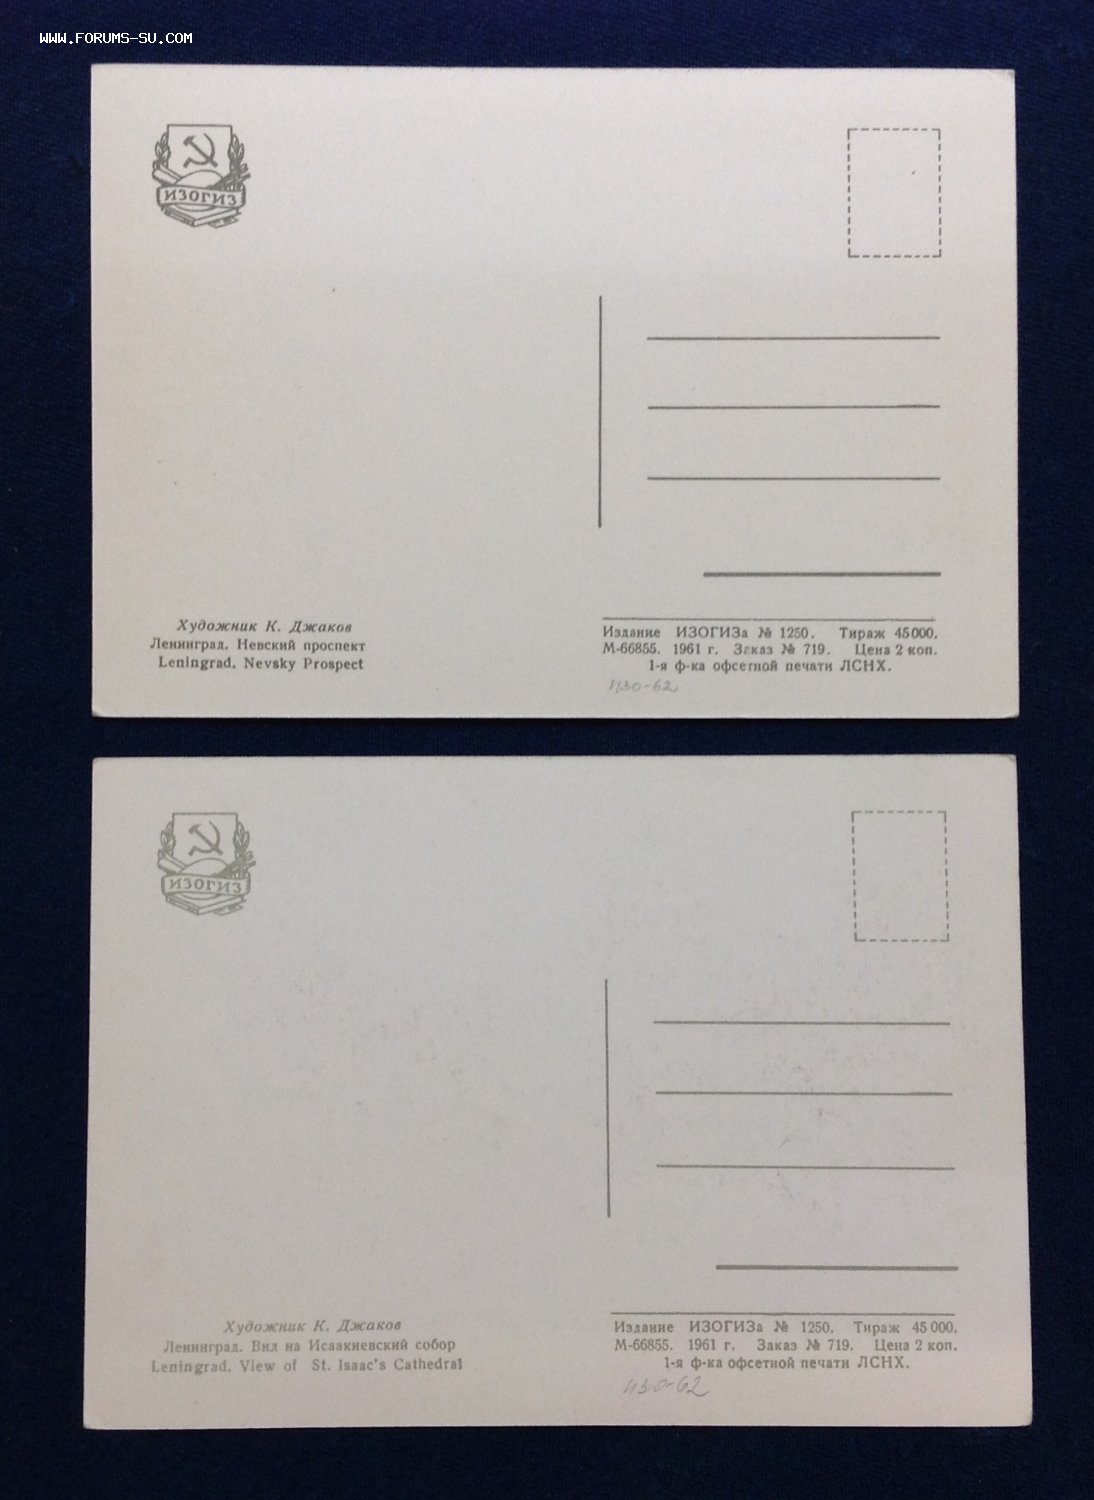 WWW.FORUMS-SU.COM
ИЗОГИЗ
Художник К. Джаков
Ленинград. Невский проспект
Leningrad. Nevsky Prospect
Издание ИЗОГИЗа № 1250. Тираж 45 000.
М-66855. 1961 г. Заказ № 719. Цена 2 коп.
1-я ф-ка офсетной печати ЛСНХ.
ИЗОГИЗ
Художник К. Джаков
Ленинград. Вид на Исаакиевский собор
Leningrad. View of St. Isaac's Cathedral
Издание ИЗОГИЗа № 1250. Тираж 45 000.
М-66855. 1961 г. Заказ № 719. Цена 2 коп.
1-я ф-ка офсетной печати ЛСНХ.